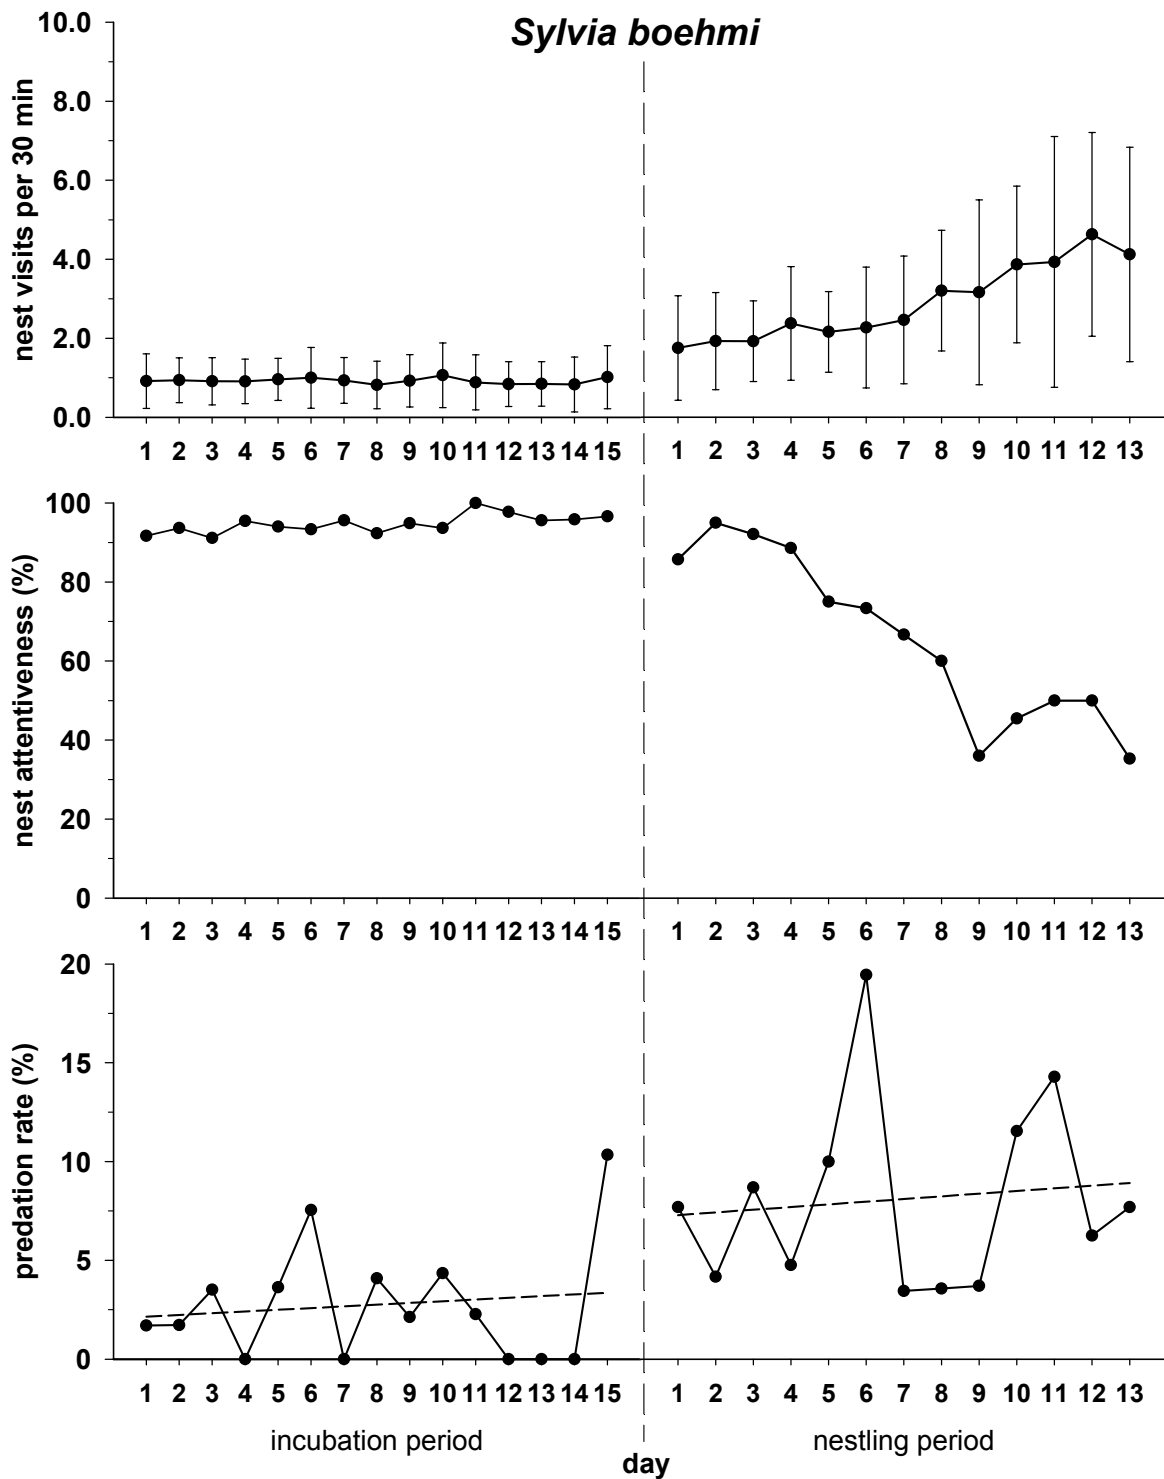 Sylvia boehmi
nest visits per 30 min
10.0
8.0
6.0
4.0
2.0
0.0
1 2 3 4 5 6 7 8 9 10 11 12 13 14 15
1 2 3 4 5 6 7 8 9 10 11 12 13
nest attentiveness (%)
100
80
60
40
20
0
1 2 3 4 5 6 7 8 9 10 11 12 13 14 15
1 2 3 4 5 6 7 8 9 10 11 12 13
predation rate (%)
20
15
10
5
0
1 2 3 4 5 6 7 8 9 10 11 12 13 14 15
1 2 3 4 5 6 7 8 9 10 11 12 13
incubation period
nestling period
day